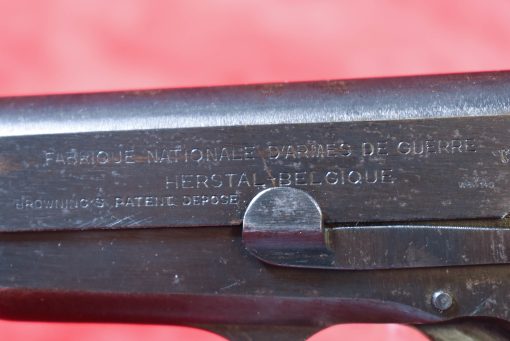 FABRIQUE NATIONALE D'ARMES DE GUERRE
HERSTAL-BELGIQUE
BROWNING'S PATENT DEPOSE